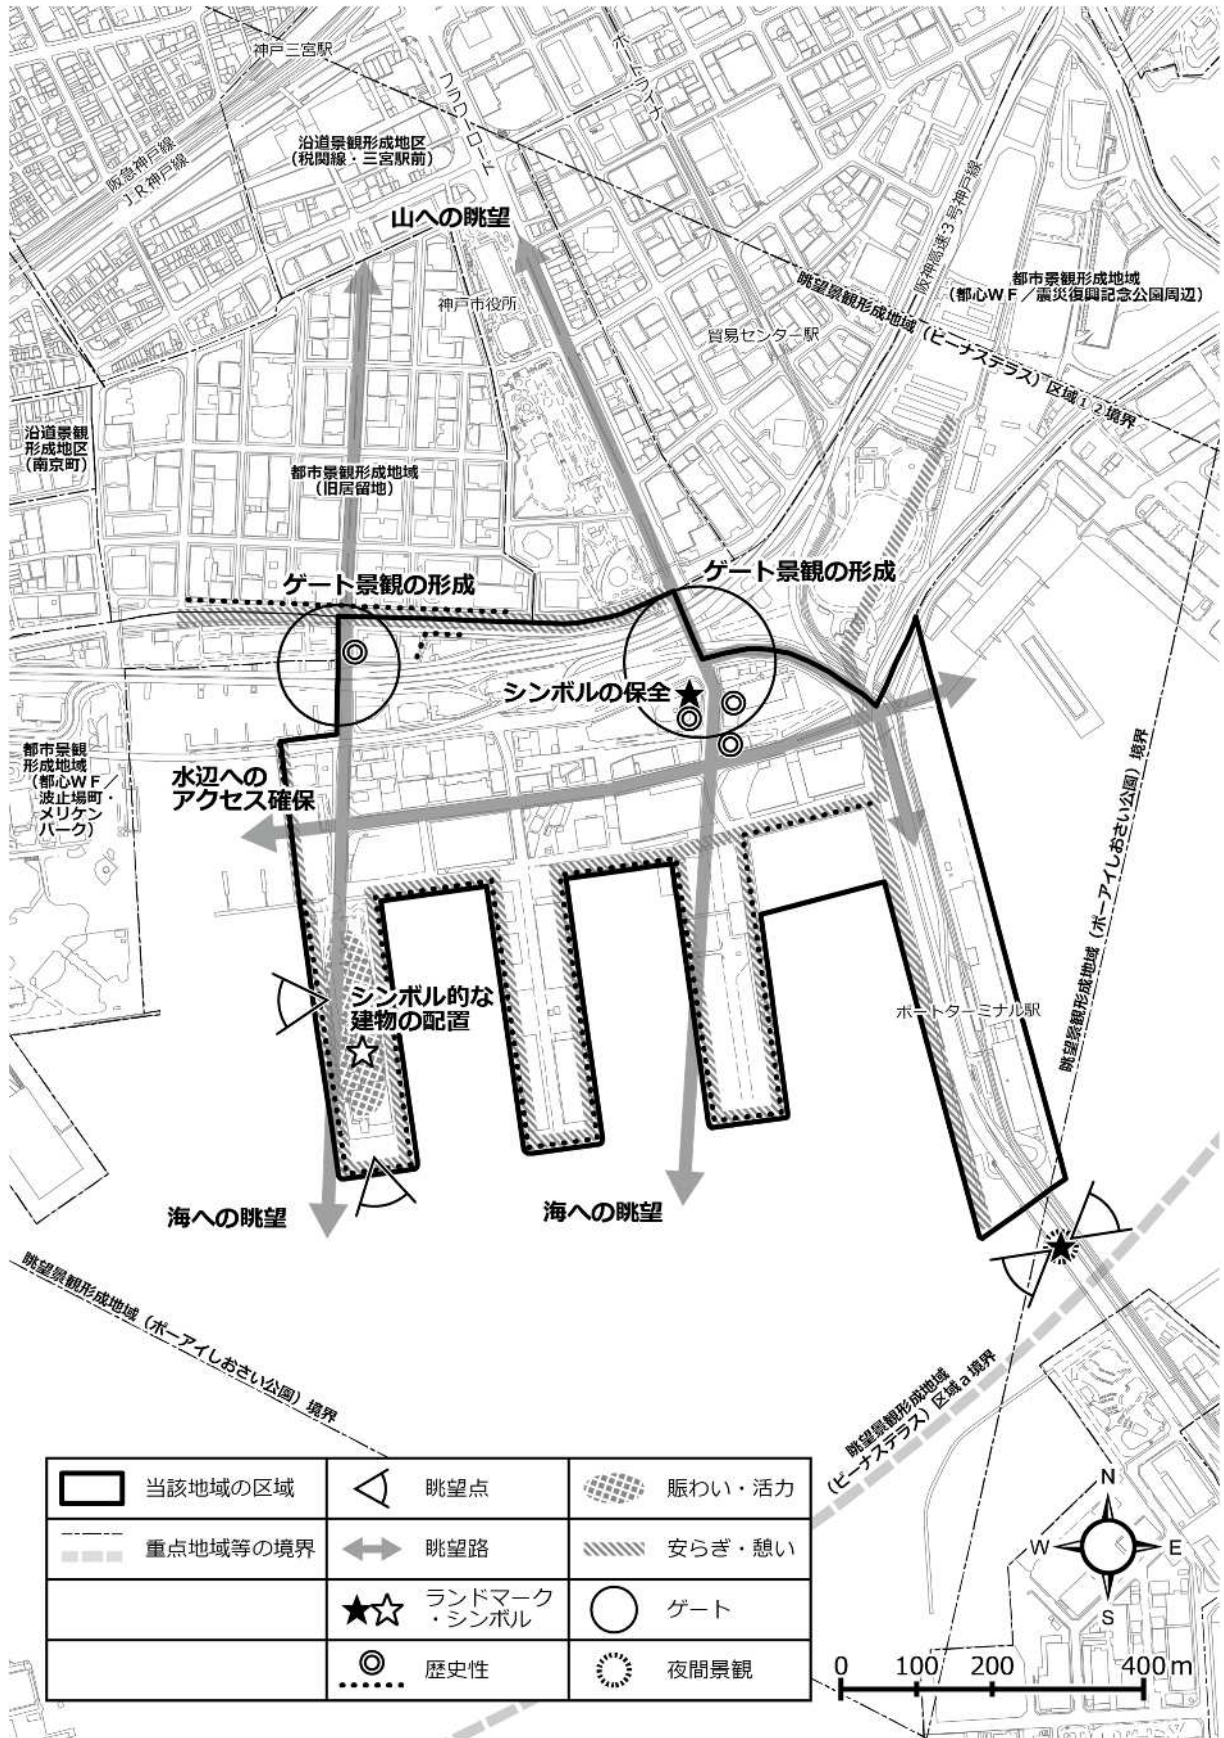 神戸三宮駅
フラワーロード
ポートライナー
沿道景観形成地区
(税関線・三宮駅前)
阪急神戸線
JR神戸線
山への眺望
阪神高速3号神戸線
都市景観形成地域
(都心WF/震災復興記念公園周辺)
神戸市役所
貿易センター駅
眺望景観形成地域(ビーナステラス)区域①②境界
沿道景観
形成地区
(南京町)
都市景観形成地域
(旧居留地)
ゲート景観の形成
ゲート景観の形成
シンボルの保全
都市景観
形成地域
(都心WF/
波止場町・
メリケン
パーク)
水辺への
アクセス確保
眺望景観形成地域(ポーアイしおさい公園)境界
シンボル的な
建物の配置
ポートターミナル駅
海への眺望
海への眺望
眺望景観形成地域(ポーアイしおさい公園)境界
眺望景観形成地域
(ビーナステラス)区域a境界
当該地域の区域
眺望点
賑わい・活力
重点地域等の境界
眺望路
安らぎ・憩い
ランドマーク
・シンボル
ゲート
歴史性
夜間景観
N
W
E
S
0 100 200 400m